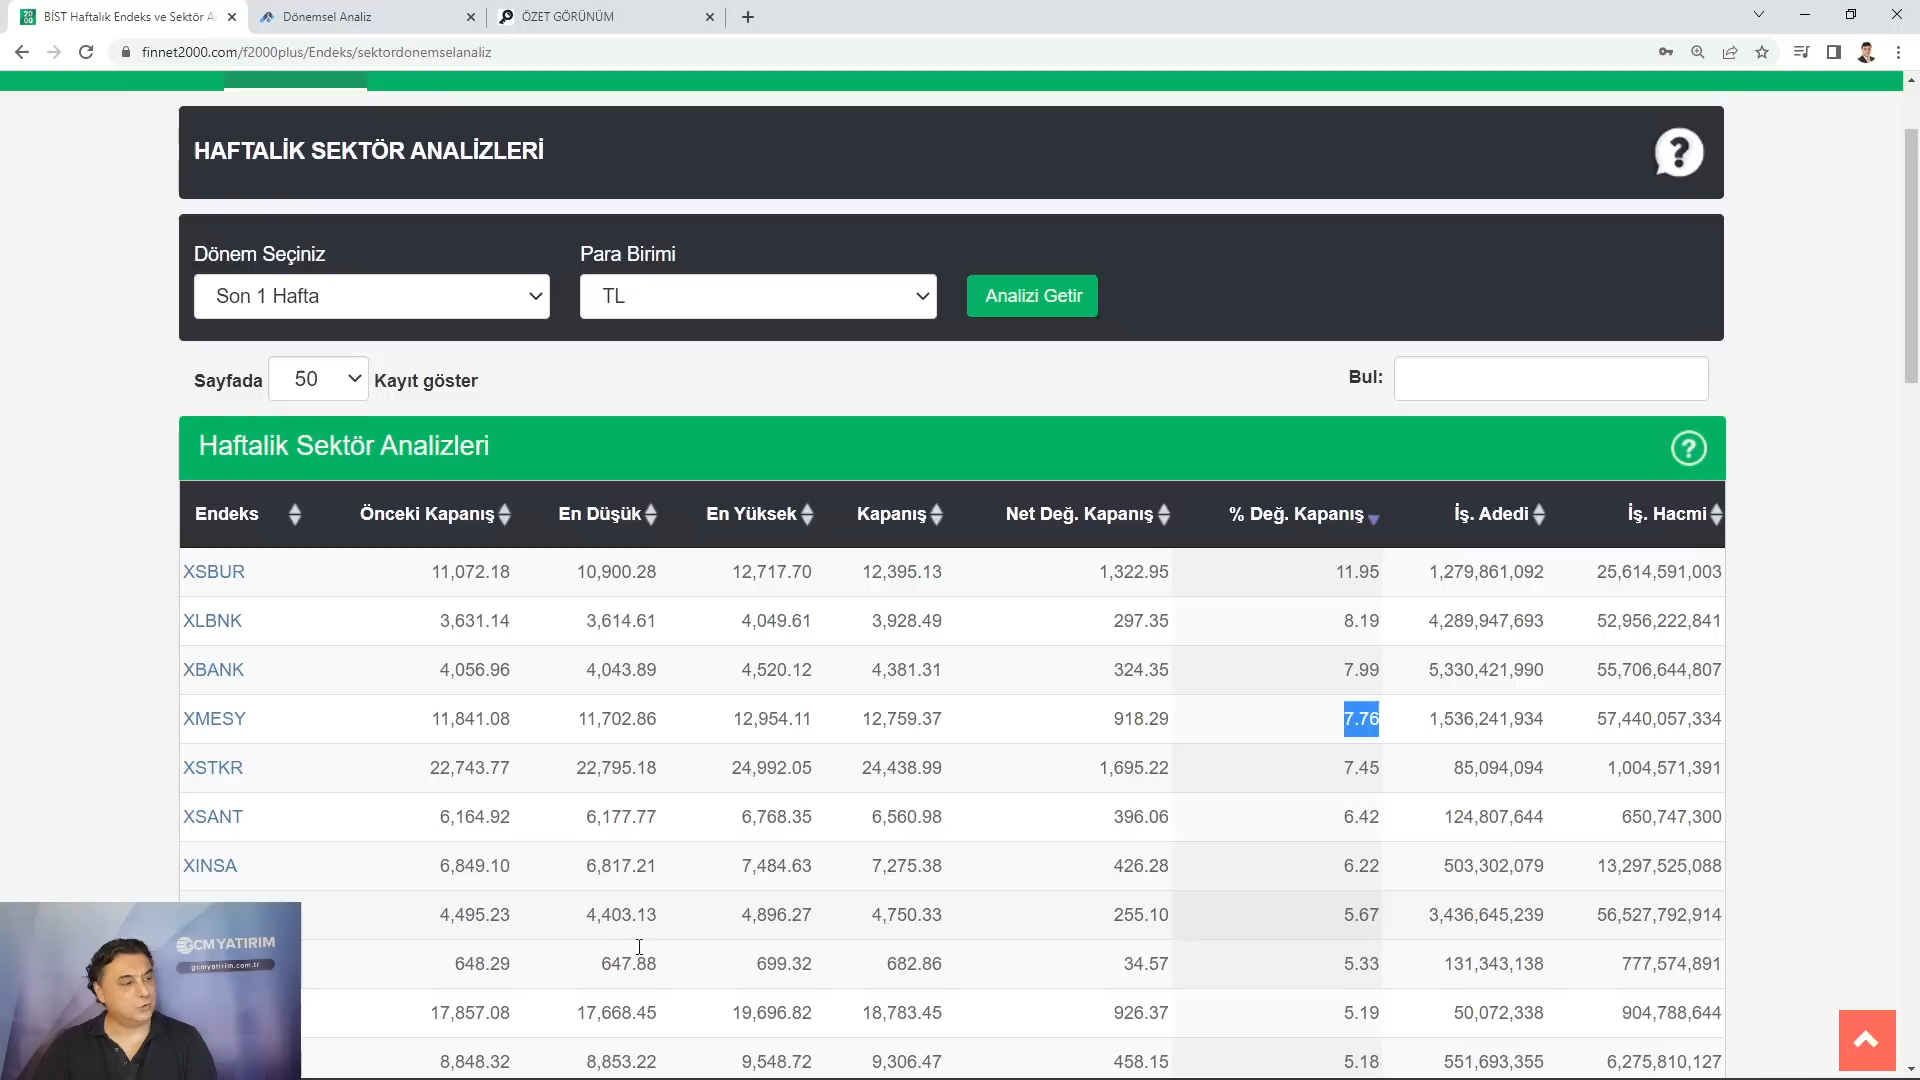 BİST Haftalık Endeks ve Sektör Ar
Dönemsel Analiz
ÖZET GÖRÜNÜM
finnet2000.com/f2000plus/Endeks/sektordonemselanaliz
HAFTALİK SEKTÖR ANALİZLERİ
Dönem Seçiniz
Para Birimi
Son 1 Hafta
TL
Analizi Getir
Sayfada 50 Kayıt göster
Bul:
Haftalik Sektör Analizleri
Endeks Önceki Kapanış En Düşük En Yüksek Kapanış Net Değ. Kapanış % Değ. Kapanış İş. Adedi İş. Hacmi
XSBUR 11,072.18 10,900.28 12,717.70 12,395.13 1,322.95 11.95 1,279,861,092 25,614,591,003
XLBNK 3,631.14 3,614.61 4,049.61 3,928.49 297.35 8.19 4,289,947,693 52,956,222,841
XBANK 4,056.96 4,043.89 4,520.12 4,381.31 324.35 7.99 5,330,421,990 55,706,644,807
XMESY 11,841.08 11,702.86 12,954.11 12,759.37 918.29 7.76 1,536,241,934 57,440,057,334
XSTKR 22,743.77 22,795.18 24,992.05 24,438.99 1,695.22 7.45 85,094,094 1,004,571,391
XSANT 6,164.92 6,177.77 6,768.35 6,560.98 396.06 6.42 124,807,644 650,747,300
XINSA 6,849.10 6,817.21 7,484.63 7,275.38 426.28 6.22 503,302,079 13,297,525,088
4,495.23 4,403.13 4,896.27 4,750.33 255.10 5.67 3,436,645,239 56,527,792,914
648.29 647.88 699.32 682.86 34.57 5.33 131,343,138 777,574,891
17,857.08 17,668.45 19,696.82 18,783.45 926.37 5.19 50,072,338 904,788,644
8,848.32 8,853.22 9,548.72 9,306.47 458.15 5.18 551,693,355 6,275,810,127
GCM YATIRIM
gcmyatirim.com.tr